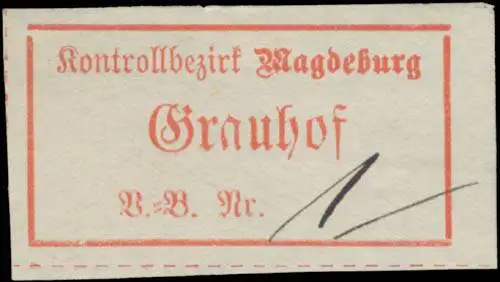 Kontrollbezirk Magdeburg
Grauhof
V.-B. Nr. 1